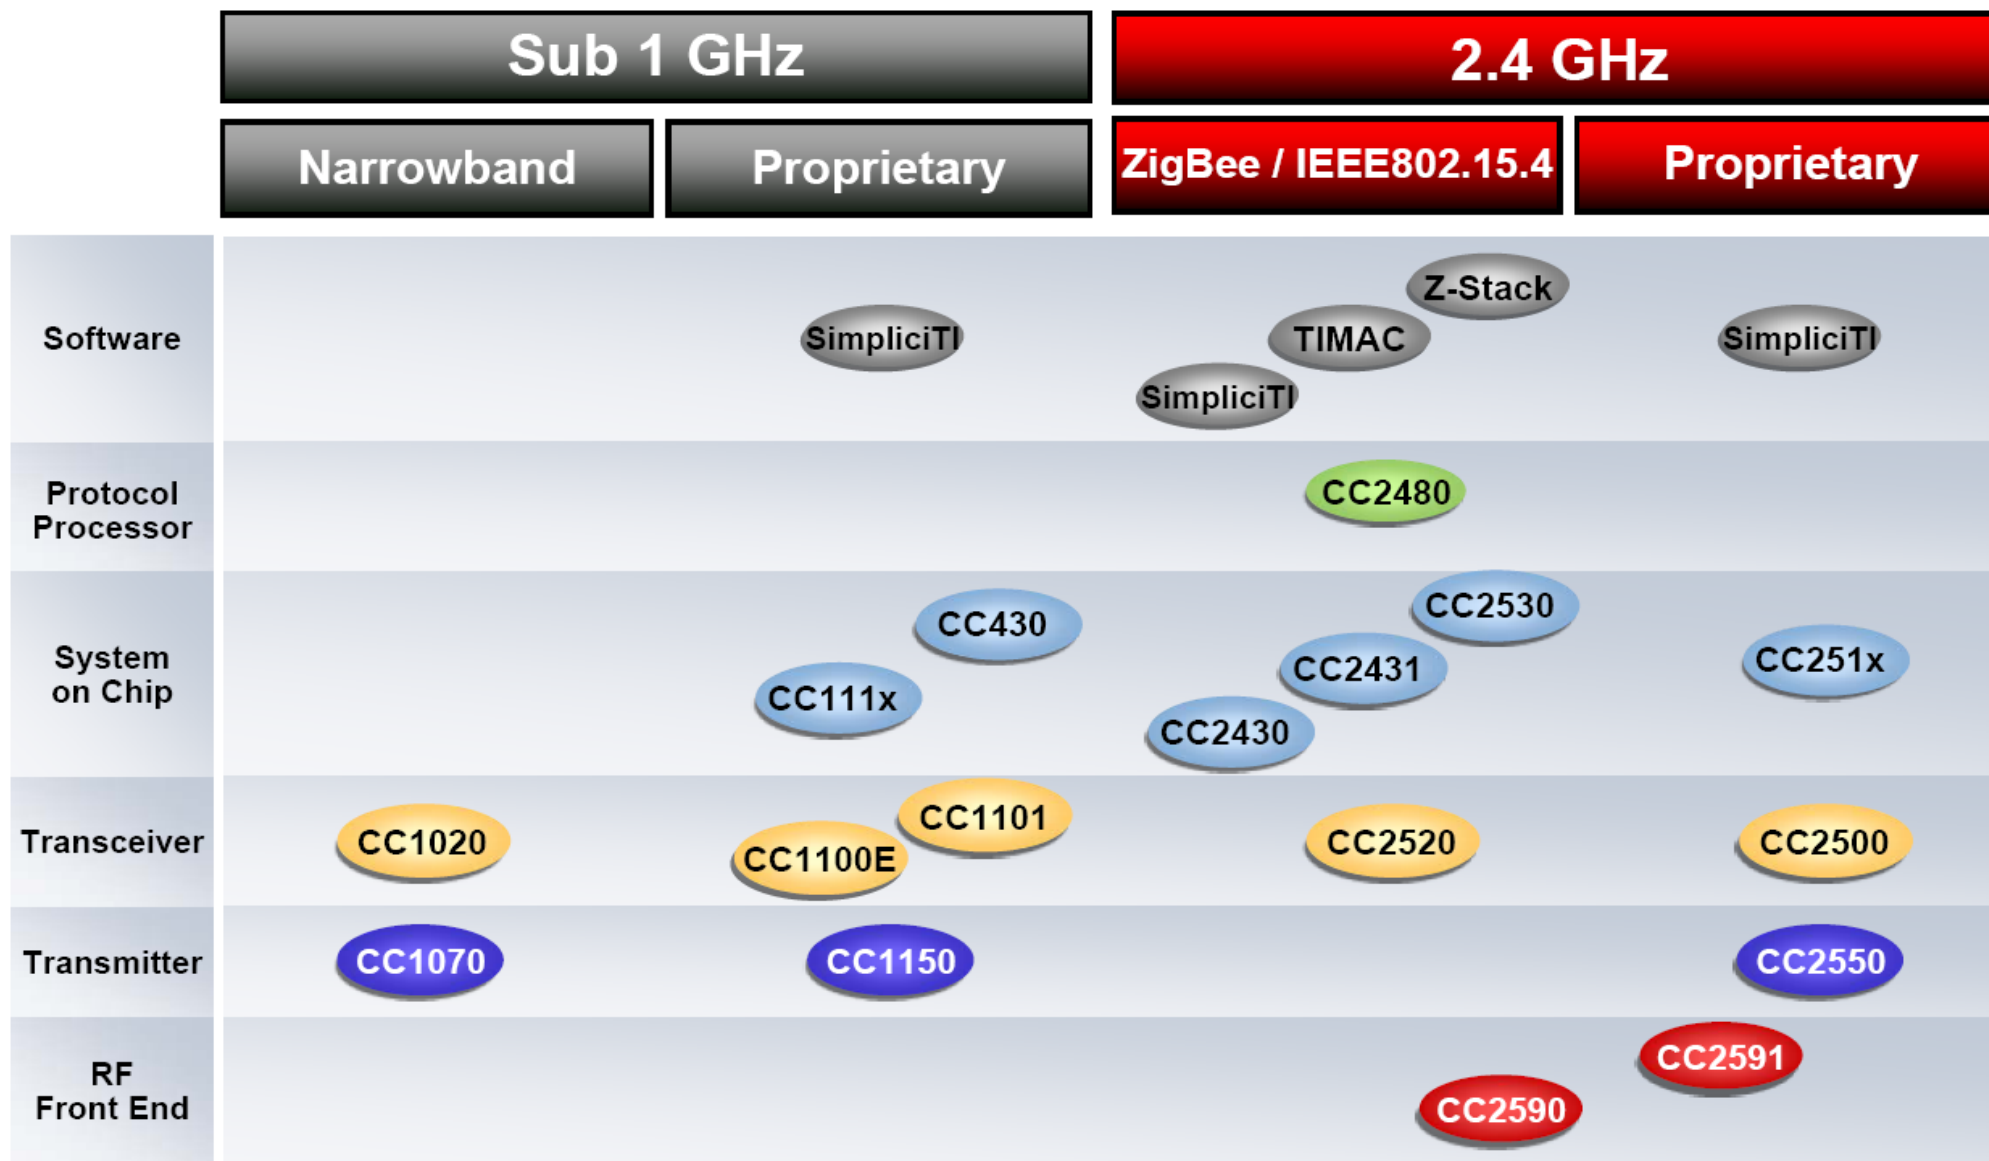 Sub 1 GHz
2.4 GHz
Narrowband
Proprietary
ZigBee / IEEE802.15.4
Proprietary
Software
SimpliciTI
SimpliciTI
TIMAC
Z-Stack
SimpliciTI
Protocol
Processor
CC2480
System
on Chip
CC111x
CC430
CC2430
CC2431
CC2530
CC251x
Transceiver
CC1020
CC1100E
CC1101
CC2520
CC2500
Transmitter
CC1070
CC1150
CC2550
RF
Front End
CC2590
CC2591